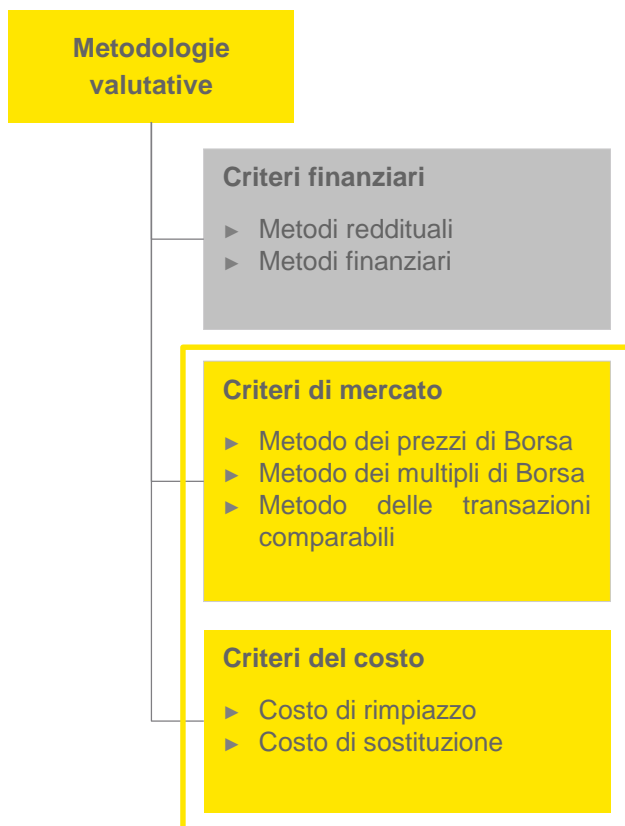 Metodologie
valutative
Criteri finanziari
► Metodi reddituali
► Metodi finanziari
Criteri di mercato
► Metodo dei prezzi di Borsa
► Metodo dei multipli di Borsa
► Metodo delle transazioni
comparabili
Criteri del costo
► Costo di rimpiazzo
► Costo di sostituzione